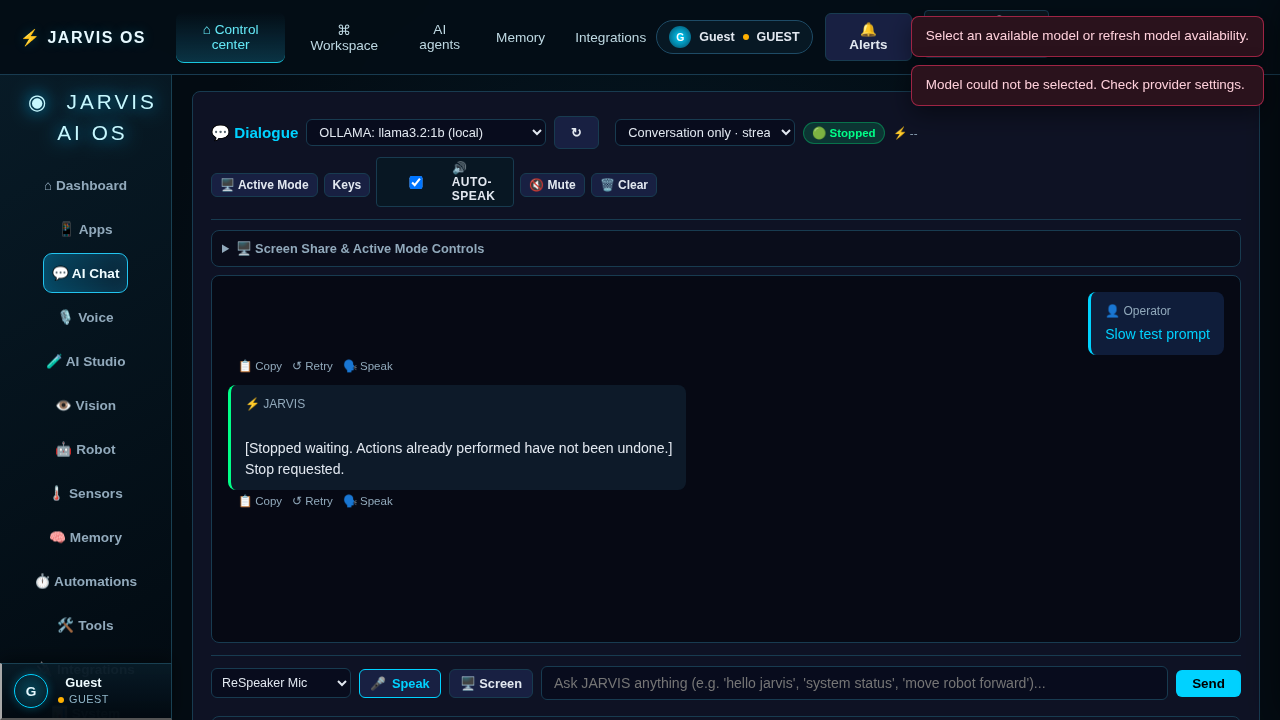 ⚡ JARVIS OS
⌂ Control center
⌘ Workspace
AI agents
Memory
Integrations
G Guest GUEST
🔔 Alerts
Select an available model or refresh model availability.
Model could not be selected. Check provider settings.
◉ JARVIS
AI OS
⌂ Dashboard
📱 Apps
💬 AI Chat
🎙️ Voice
🧪 AI Studio
👁️ Vision
🤖 Robot
🌡️ Sensors
🧠 Memory
⏱️ Automations
🛠️ Tools
Integrations
G Guest
GUEST
💬 Dialogue OLLAMA: llama3.2:1b (local) ↻ Conversation only · strea 🟢 Stopped ⚡ --
🖥️ Active Mode Keys 🔊 AUTO-SPEAK 🔇 Mute 🗑️ Clear
▶ 🖥️ Screen Share & Active Mode Controls
👤 Operator
Slow test prompt
📋 Copy ↺ Retry 🗣️ Speak
⚡ JARVIS
[Stopped waiting. Actions already performed have not been undone.]
Stop requested.
📋 Copy ↺ Retry 🗣️ Speak
ReSpeaker Mic 🎤 Speak 🖥️ Screen Ask JARVIS anything (e.g. 'hello jarvis', 'system status', 'move robot forward')... Send